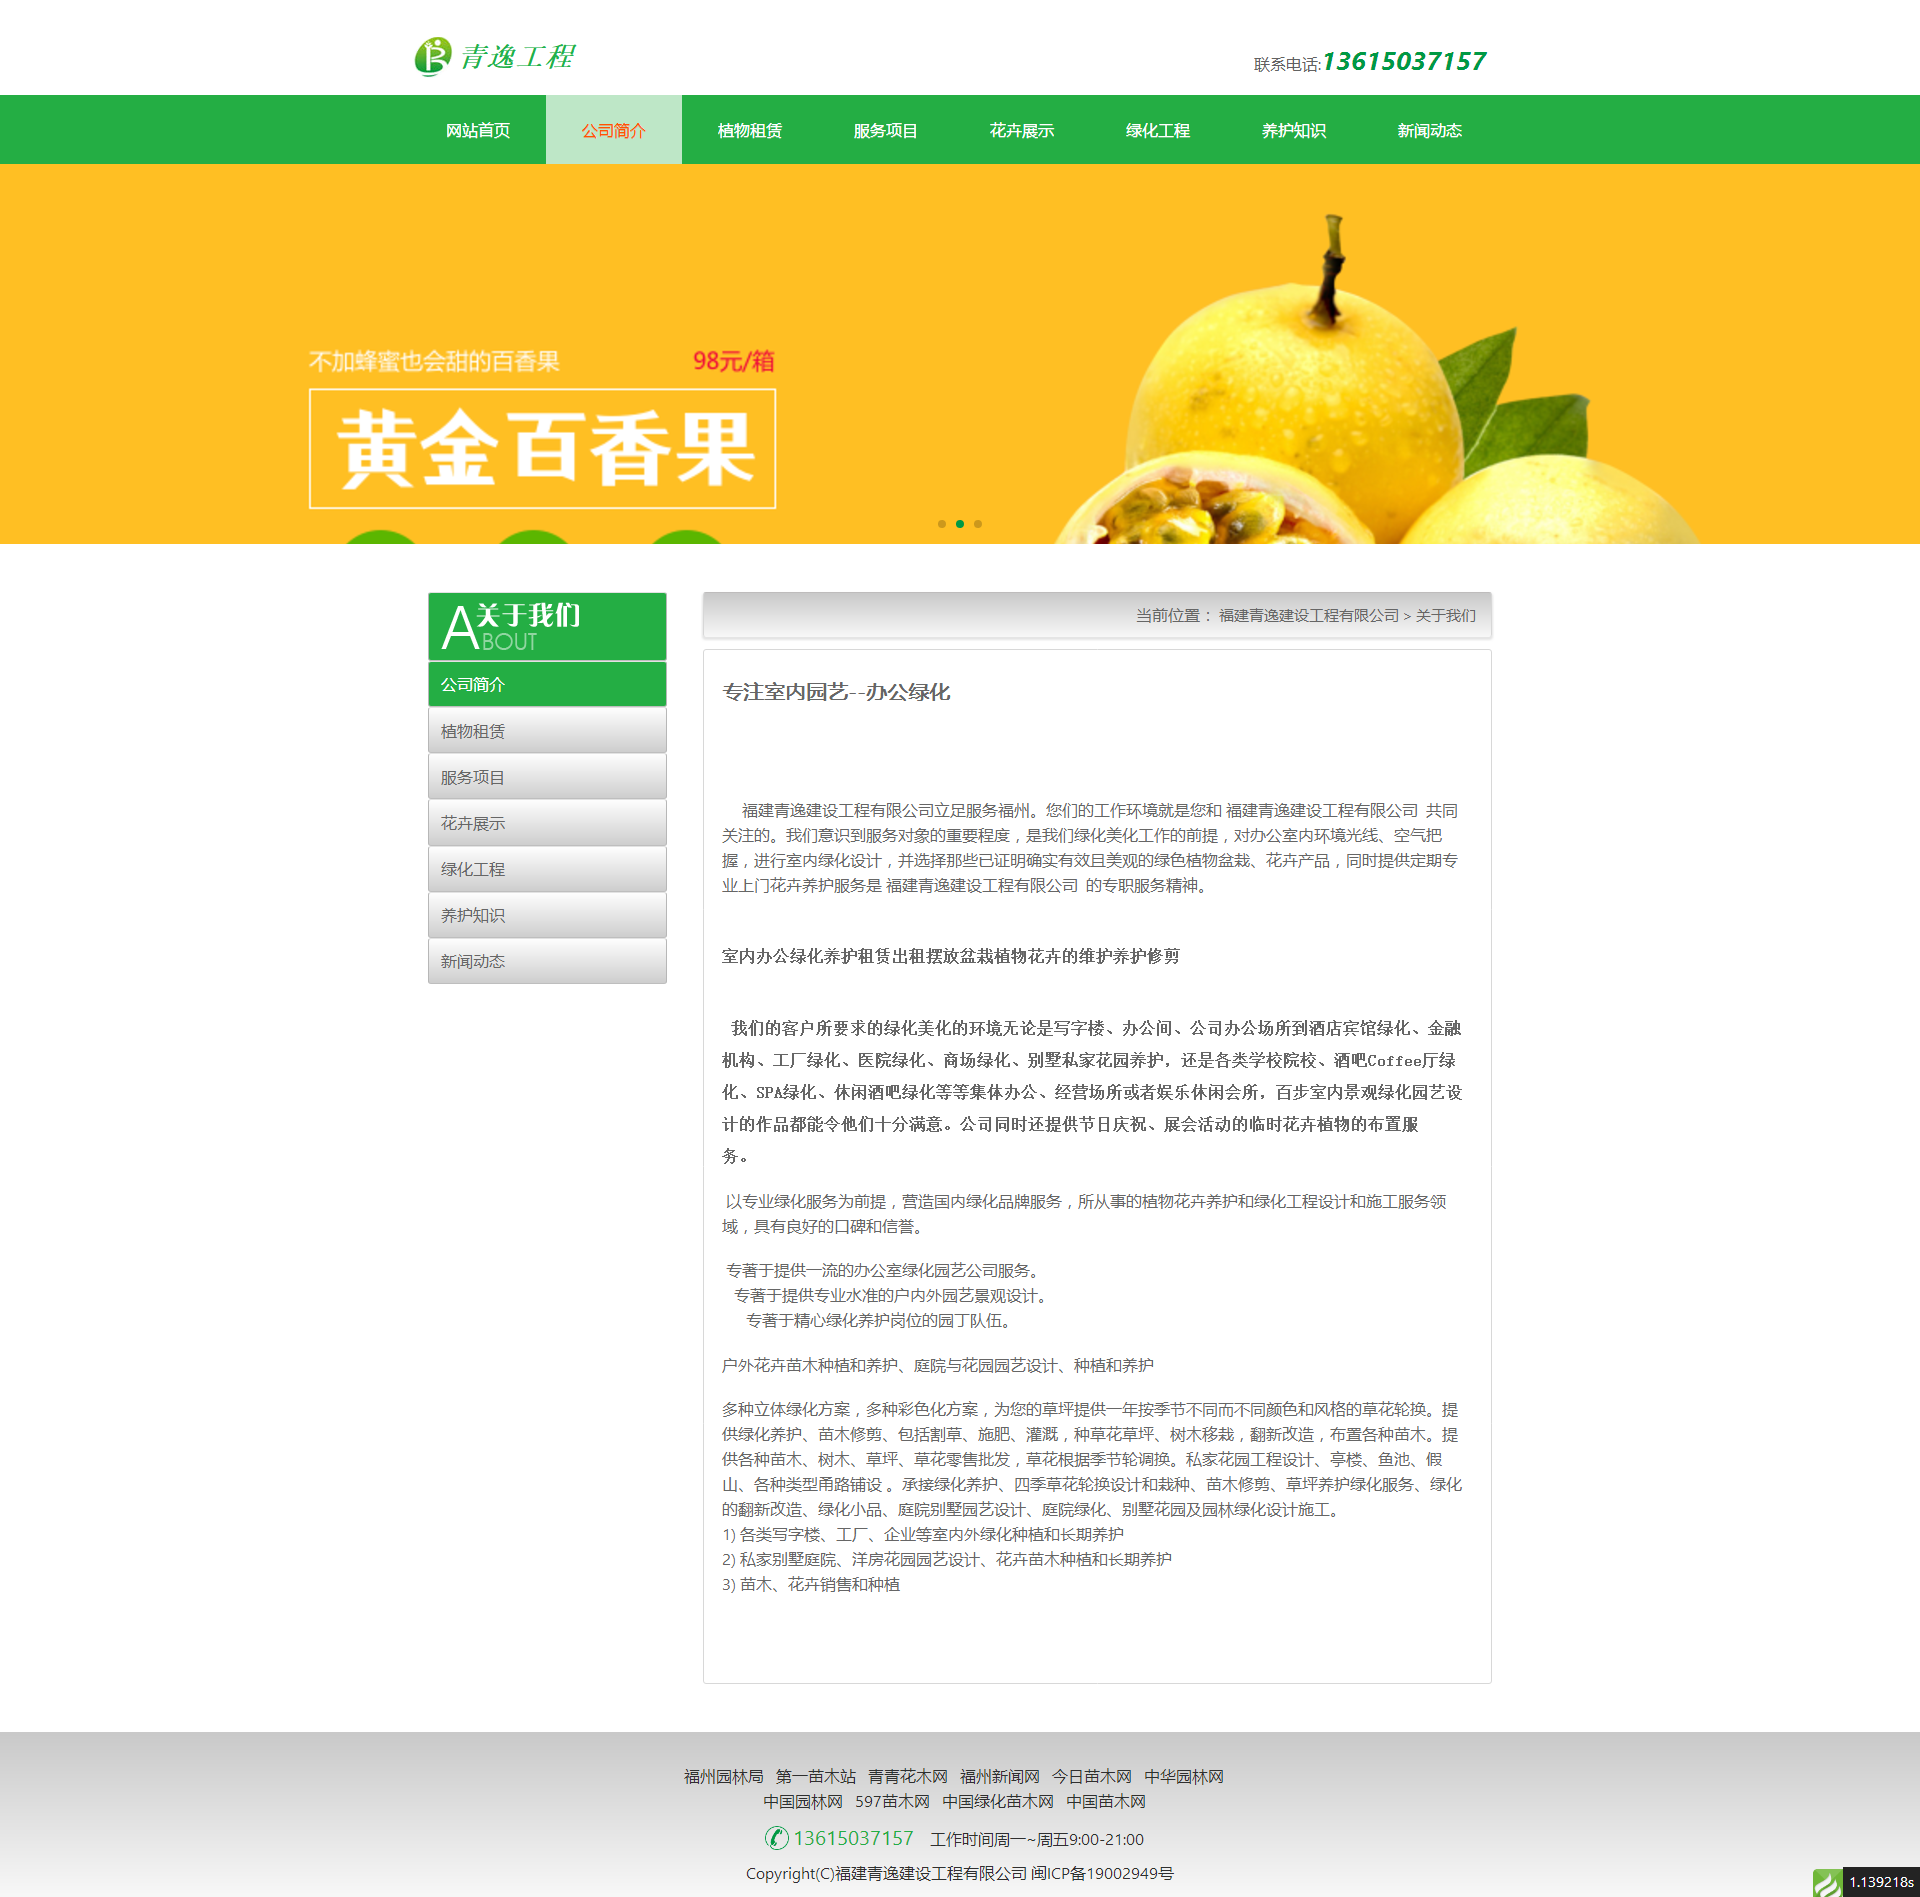 青逸工程
联系电话:13615037157
网站首页 公司简介 植物租赁 服务项目 花卉展示 绿化工程 养护知识 新闻动态
不加蜂蜜也会甜的百香果 98元/箱
黄金百香果
关于我们
ABOUT
公司简介
植物租赁
服务项目
花卉展示
绿化工程
养护知识
新闻动态
当前位置： 福建青逸建设工程有限公司 > 关于我们
专注室内园艺--办公绿化
福建青逸建设工程有限公司立足服务福州。您们的工作环境就是您和 福建青逸建设工程有限公司 共同
关注的。我们意识到服务对象的重要程度，是我们绿化美化工作的前提，对办公室内环境光线、空气把
握，进行室内绿化设计，并选择那些已证明确实有效且美观的绿色植物盆栽、花卉产品，同时提供定期专
业上门花卉养护服务是 福建青逸建设工程有限公司 的专职服务精神。
室内办公绿化养护租赁出租摆放盆栽植物花卉的维护养护修剪
我们的客户所要求的绿化美化的环境无论是写字楼、办公间、公司办公场所到酒店宾馆绿化、金融
机构、工厂绿化、医院绿化、商场绿化、别墅私家花园养护，还是各类学校院校、酒吧Coffee厅绿
化、SPA绿化、休闲酒吧绿化等等集体办公、经营场所或者娱乐休闲会所，百步室内景观绿化园艺设
计的作品都能令他们十分满意。公司同时还提供节日庆祝、展会活动的临时花卉植物的布置服
务。
以专业绿化服务为前提，营造国内绿化品牌服务，所从事的植物花卉养护和绿化工程设计和施工服务领
域，具有良好的口碑和信誉。
专著于提供一流的办公室绿化园艺公司服务。
专著于提供专业水准的户内外园艺景观设计。
专著于精心绿化养护岗位的园丁队伍。
户外花卉苗木种植和养护、庭院与花园园艺设计、种植和养护
多种立体绿化方案，多种彩色化方案，为您的草坪提供一年按季节不同而不同颜色和风格的草花轮换。提
供绿化养护、苗木修剪、包括割草、施肥、灌溉，种草花草坪、树木移栽，翻新改造，布置各种苗木。提
供各种苗木、树木、草坪、草花零售批发，草花根据季节轮调换。私家花园工程设计、亭楼、鱼池、假
山、各种类型甬路铺设 。承接绿化养护、四季草花轮换设计和栽种、苗木修剪、草坪养护绿化服务、绿化
的翻新改造、绿化小品、庭院别墅园艺设计、庭院绿化、别墅花园及园林绿化设计施工。
1) 各类写字楼、工厂、企业等室内外绿化种植和长期养护
2) 私家别墅庭院、洋房花园园艺设计、花卉苗木种植和长期养护
3) 苗木、花卉销售和种植
福州园林局 第一苗木站 青青花木网 福州新闻网 今日苗木网 中华园林网
中国园林网 597苗木网 中国绿化苗木网 中国苗木网
13615037157 工作时间周一~周五9:00-21:00
Copyright(C)福建青逸建设工程有限公司 闽ICP备19002949号
1.139218s